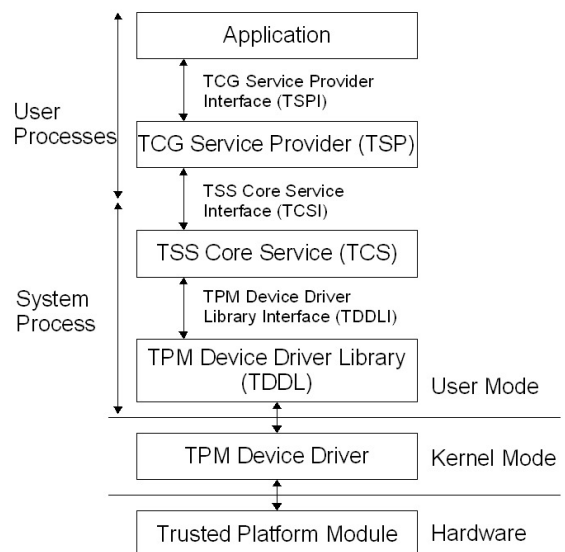 Application
TCG Service Provider
Interface (TSPI)
User
Processes
TCG Service Provider (TSP)
TSS Core Service
Interface (TCSI)
TSS Core Service (TCS)
System
Process
TPM Device Driver
Library Interface (TDDLI)
TPM Device Driver Library
(TDDL)
User Mode
TPM Device Driver
Kernel Mode
Trusted Platform Module
Hardware